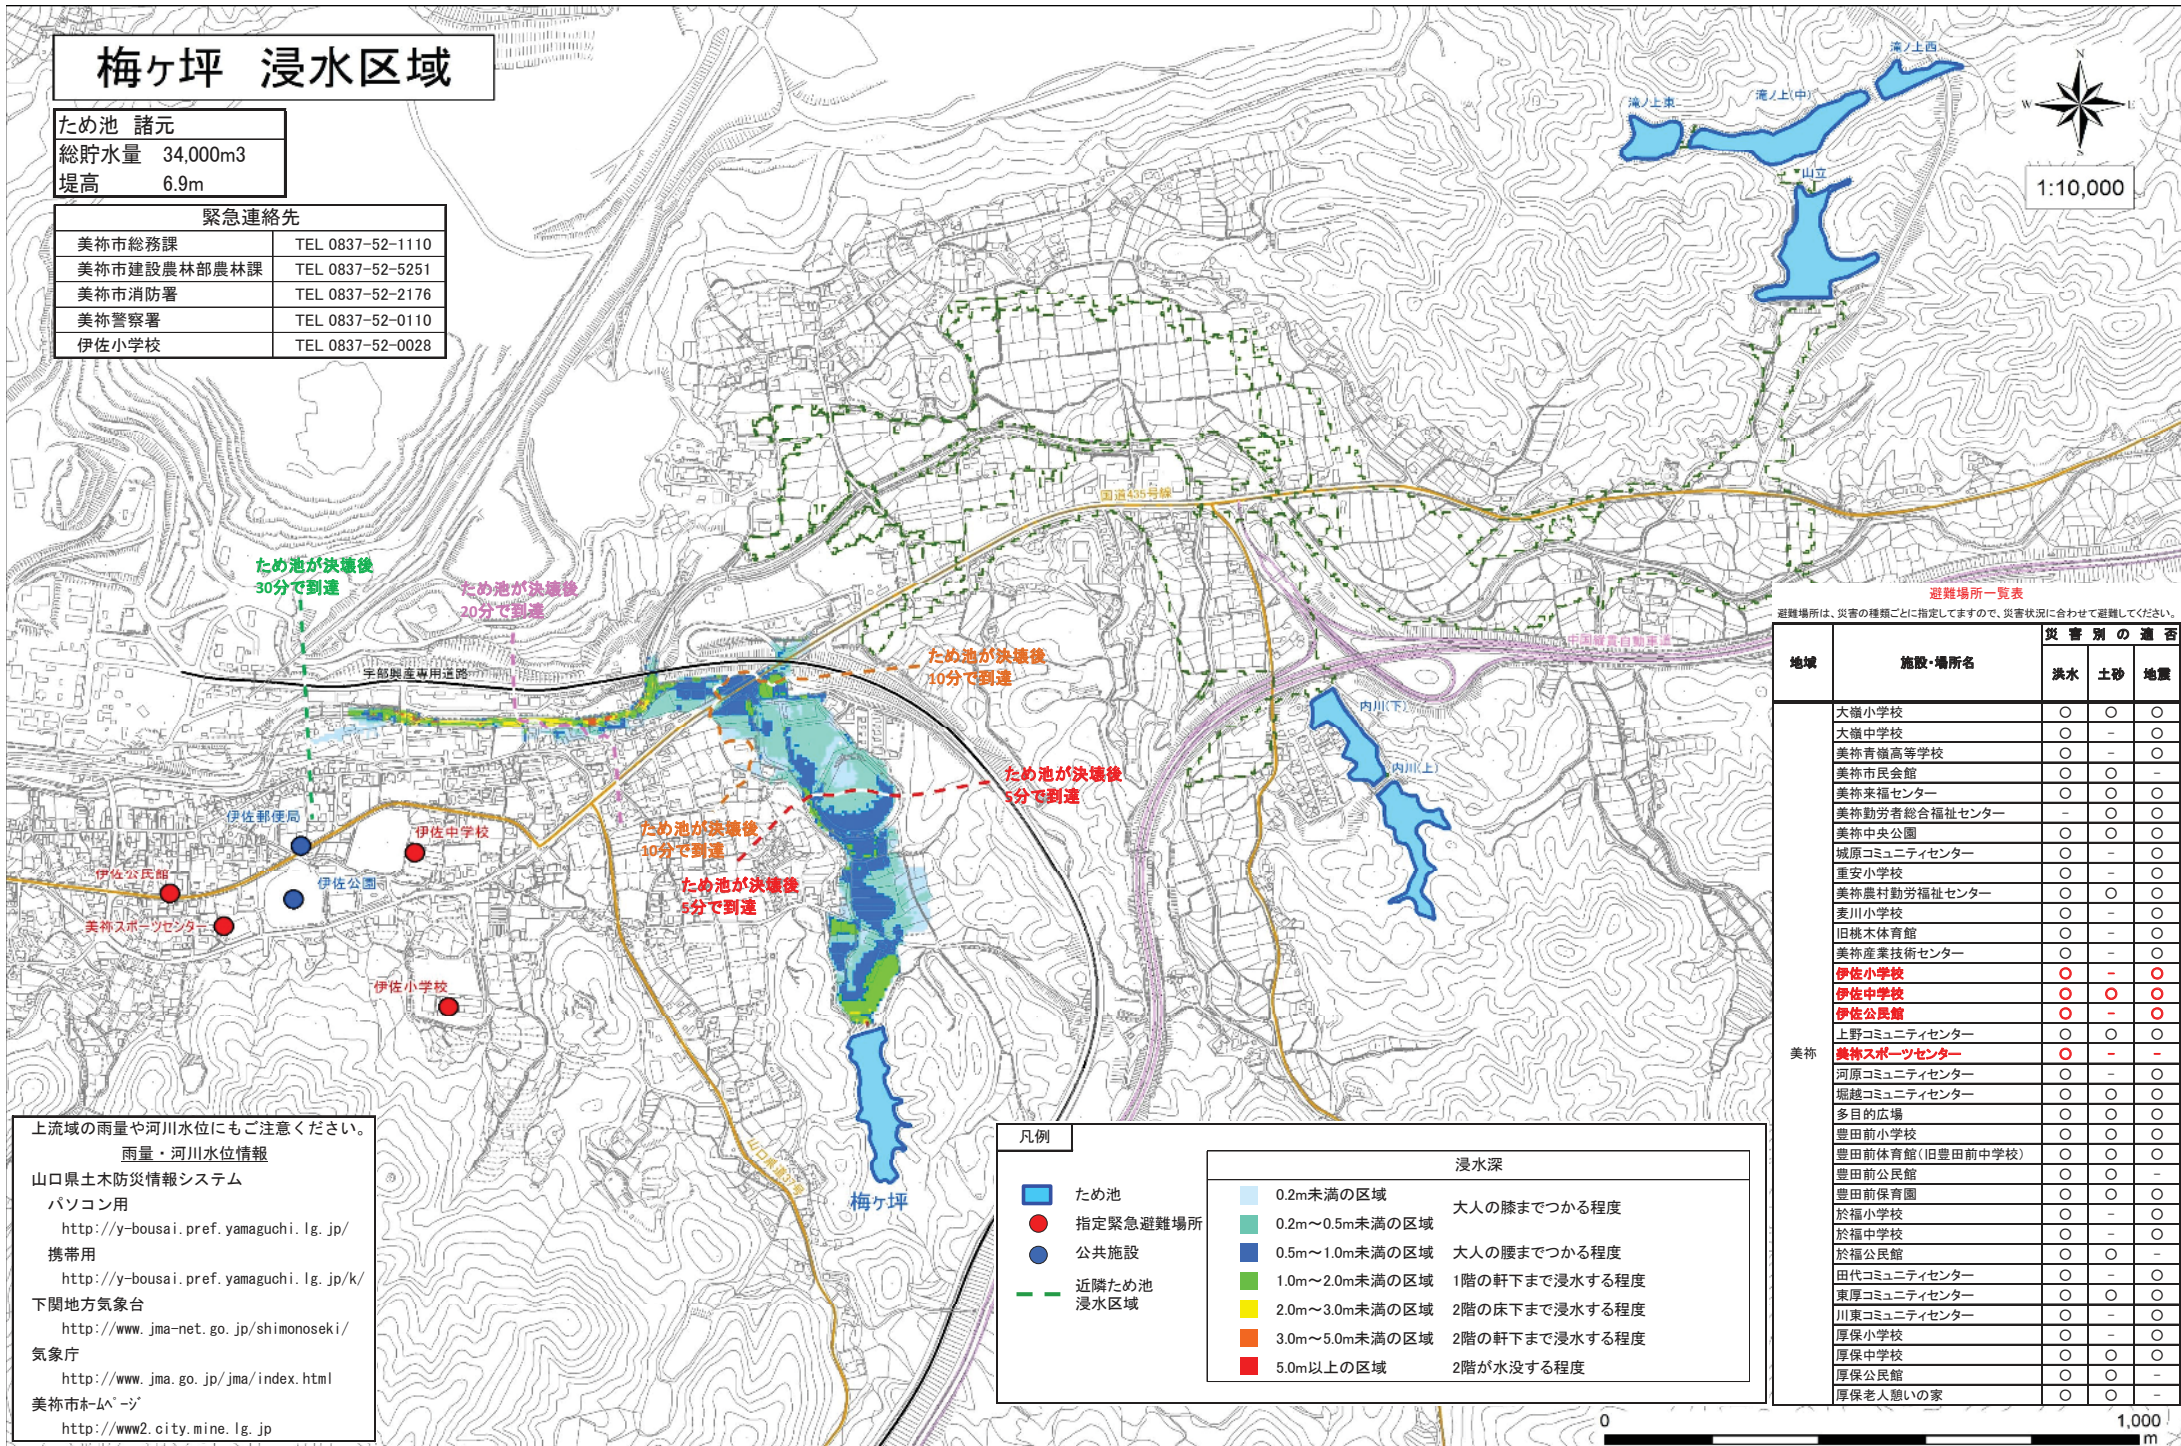 梅ヶ坪 浸水区域
ため池 諸元
総貯水量 34,000m3
堤高 6.9m
緊急連絡先
美祢市総務課 TEL 0837-52-1110
美祢市建設農林部農林課 TEL 0837-52-5251
美祢市消防署 TEL 0837-52-2176
美祢警察署 TEL 0837-52-0110
伊佐小学校 TEL 0837-52-0028
滝ノ上西
滝ノ上(中)
滝ノ上東
山立
N
W E
S
1:10,000
国道435号線
中国縦貫自動車道
ため池が決壊後
30分で到達
ため池が決壊後
20分で到達
宇部興産専用道路
ため池が決壊後
10分で到達
ため池が決壊後
5分で到達
ため池が決壊後
10分で到達
ため池が決壊後
5分で到達
内川(下)
内川(上)
伊佐郵便局
伊佐中学校
伊佐公民館
伊佐公園
美祢スポーツセンター
伊佐小学校
山口県道37号
梅ヶ坪
避難場所一覧表
避難場所は、災害の種類ごとに指定してますので、災害状況に合わせて避難してください。
地域 施設・場所名 災害別の適否
洪水 土砂 地震
美祢
大嶺小学校 ○ ○ ○
大嶺中学校 ○ - ○
美祢青嶺高等学校 ○ - ○
美祢市民会館 ○ ○ -
美祢来福センター ○ ○ ○
美祢勤労者総合福祉センター - ○ ○
美祢中央公園 ○ ○ ○
城原コミュニティセンター ○ - ○
重安小学校 ○ - ○
美祢農村勤労福祉センター ○ ○ ○
麦川小学校 ○ - ○
旧桃木体育館 ○ - ○
美祢産業技術センター ○ - ○
伊佐小学校 ○ - ○
伊佐中学校 ○ ○ ○
伊佐公民館 ○ - ○
上野コミュニティセンター ○ ○ ○
美祢スポーツセンター ○ - -
河原コミュニティセンター ○ - ○
堀越コミュニティセンター ○ ○ ○
多目的広場 ○ ○ ○
豊田前小学校 ○ ○ ○
豊田前体育館(旧豊田前中学校) ○ ○ ○
豊田前公民館 ○ ○ -
豊田前保育園 ○ ○ ○
於福小学校 ○ - ○
於福中学校 ○ - ○
於福公民館 ○ ○ -
田代コミュニティセンター ○ - ○
東厚コミュニティセンター ○ ○ ○
川東コミュニティセンター ○ - ○
厚保小学校 ○ - ○
厚保中学校 ○ ○ ○
厚保公民館 ○ ○ -
厚保老人憩いの家 ○ ○ -
上流域の雨量や河川水位にもご注意ください。
雨量・河川水位情報
山口県土木防災情報システム
パソコン用
http://y-bousai.pref.yamaguchi.lg.jp/
携帯用
http://y-bousai.pref.yamaguchi.lg.jp/k/
下関地方気象台
http://www.jma-net.go.jp/shimonoseki/
気象庁
http://www.jma.go.jp/jma/index.html
美祢市ホームページ
http://www2.city.mine.lg.jp
凡例
ため池
指定緊急避難場所
公共施設
近隣ため池
浸水区域
浸水深
0.2m未満の区域
0.2m～0.5m未満の区域
大人の膝までつかる程度
0.5m～1.0m未満の区域 大人の腰までつかる程度
1.0m～2.0m未満の区域 1階の軒下まで浸水する程度
2.0m～3.0m未満の区域 2階の床下まで浸水する程度
3.0m～5.0m未満の区域 2階の軒下まで浸水する程度
5.0m以上の区域 2階が水没する程度
0 1,000
m